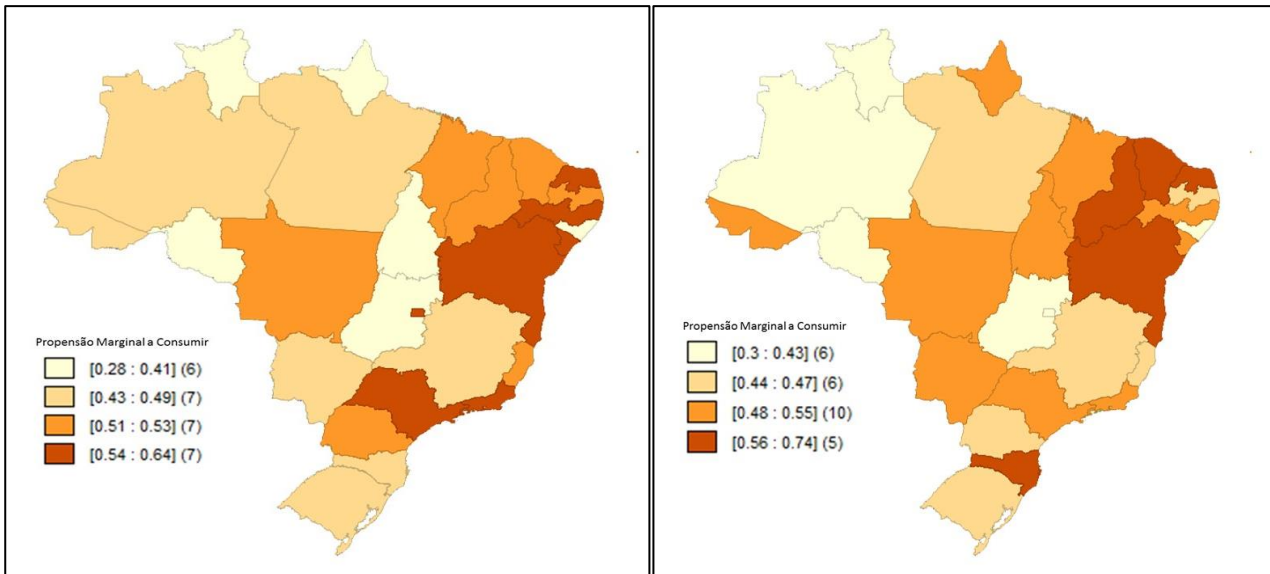 Propensão Marginal a Consumir
[0.28 : 0.41] (6)
[0.43 : 0.49] (7)
[0.51 : 0.53] (7)
[0.54 : 0.64] (7)
Propensão Marginal a Consumir
[0.3 : 0.43] (6)
[0.44 : 0.47] (6)
[0.48 : 0.55] (10)
[0.56 : 0.74] (5)